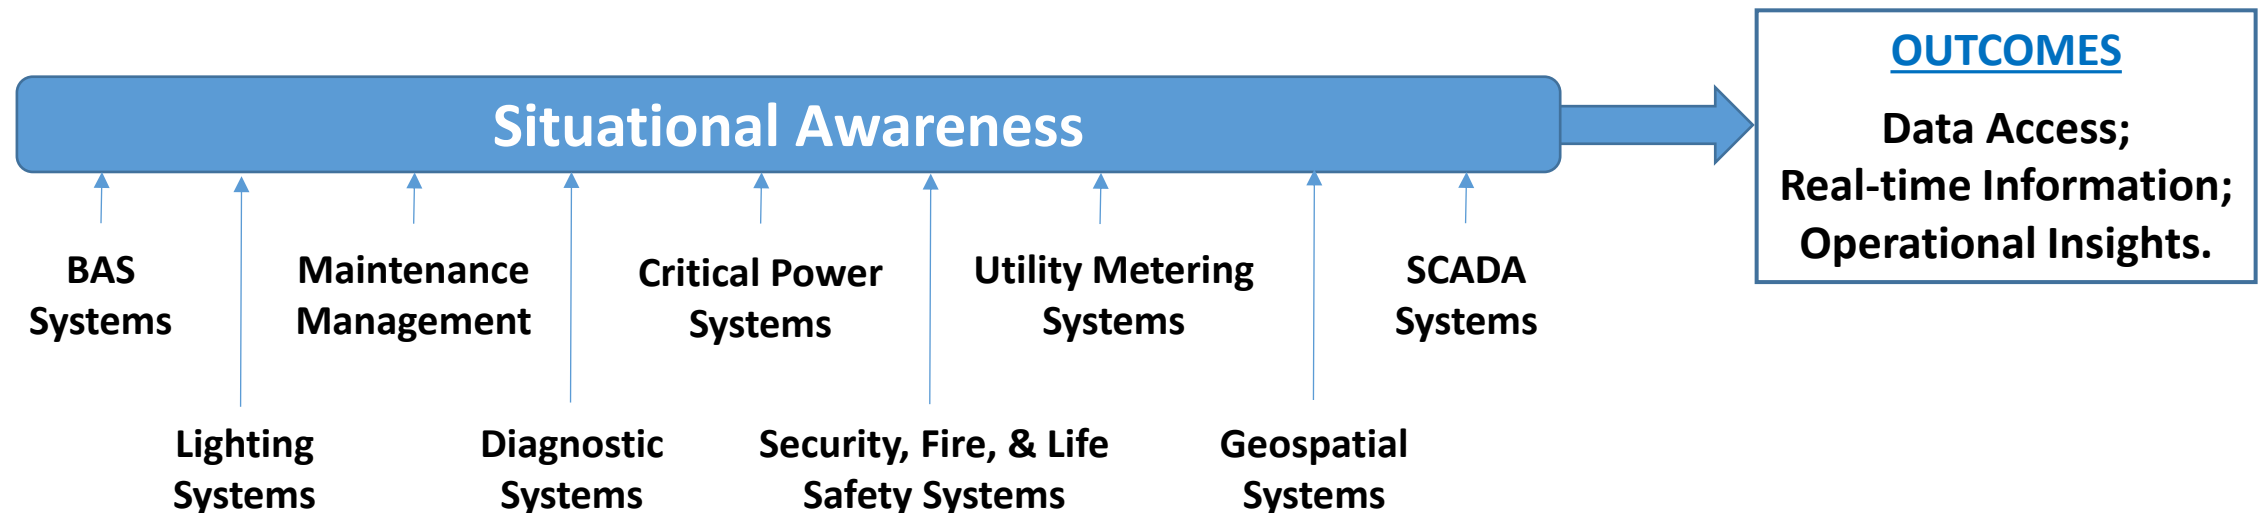 Situational Awareness
OUTCOMES
Data Access;
Real-time Information;
Operational Insights.
BAS
Systems
Maintenance
Management
Critical Power
Systems
Utility Metering
Systems
SCADA
Systems
Lighting
Systems
Diagnostic
Systems
Security, Fire, & Life
Safety Systems
Geospatial
Systems